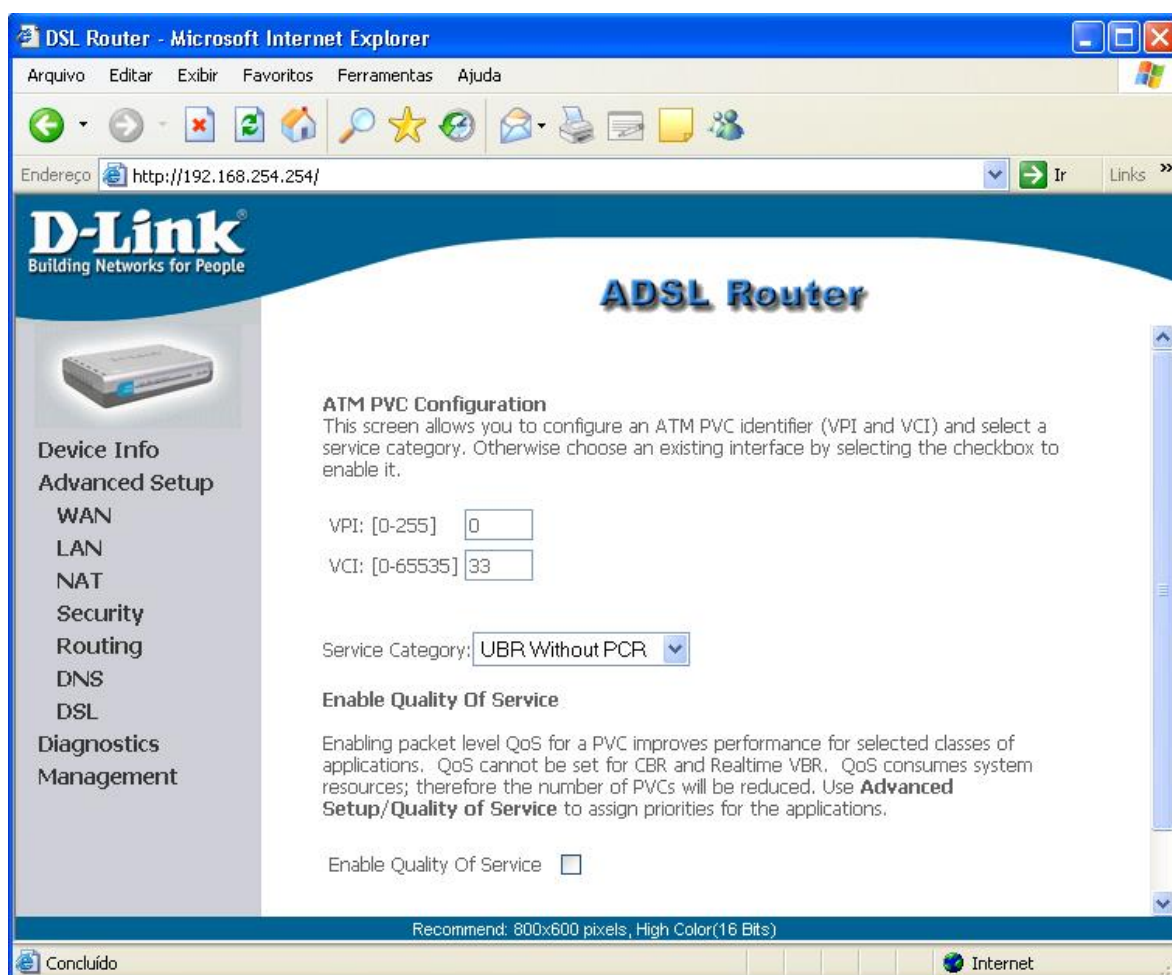 DSL Router - Microsoft Internet Explorer
Arquivo Editar Exibir Favoritos Ferramentas Ajuda
Endereço http://192.168.254.254/ Ir Links »
D-Link®
Building Networks for People
ADSL Router
Device Info
Advanced Setup
WAN
LAN
NAT
Security
Routing
DNS
DSL
Diagnostics
Management
ATM PVC Configuration
This screen allows you to configure an ATM PVC identifier (VPI and VCI) and select a
service category. Otherwise choose an existing interface by selecting the checkbox to
enable it.
VPI: [0-255] 0
VCI: [0-65535] 33
Service Category: UBR Without PCR
Enable Quality Of Service
Enabling packet level QoS for a PVC improves performance for selected classes of
applications. QoS cannot be set for CBR and Realtime VBR. QoS consumes system
resources; therefore the number of PVCs will be reduced. Use Advanced
Setup/Quality of Service to assign priorities for the applications.
Enable Quality Of Service
Recommend: 800x600 pixels, High Color(16 Bits)
Concluído Internet